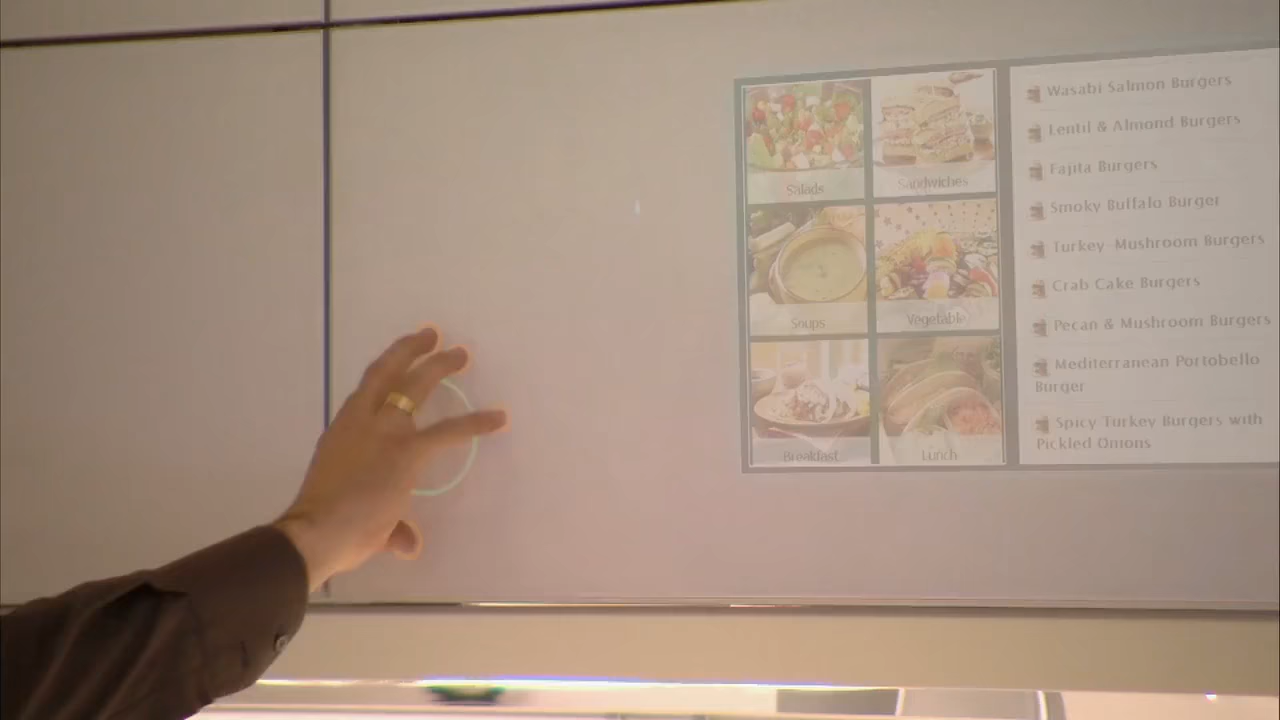 Salads
Sandwiches
Soups
Vegetable
Breakfast
Lunch
Wasabi Salmon Burgers
Lentil & Almond Burgers
Fajita Burgers
Smoky Buffalo Burger
Turkey-Mushroom Burgers
Crab Cake Burgers
Pecan & Mushroom Burgers
Mediterranean Portobello
Burger
Spicy Turkey Burgers with
Pickled Onions